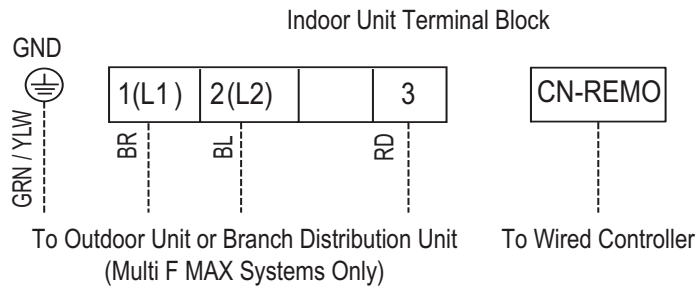 Indoor Unit Terminal Block
GND
1(L1)
2(L2)
3
CN-REMO
GRN / YLW
BR
BL
RD
To Outdoor Unit or Branch Distribution Unit
(Multi F MAX Systems Only)
To Wired Controller